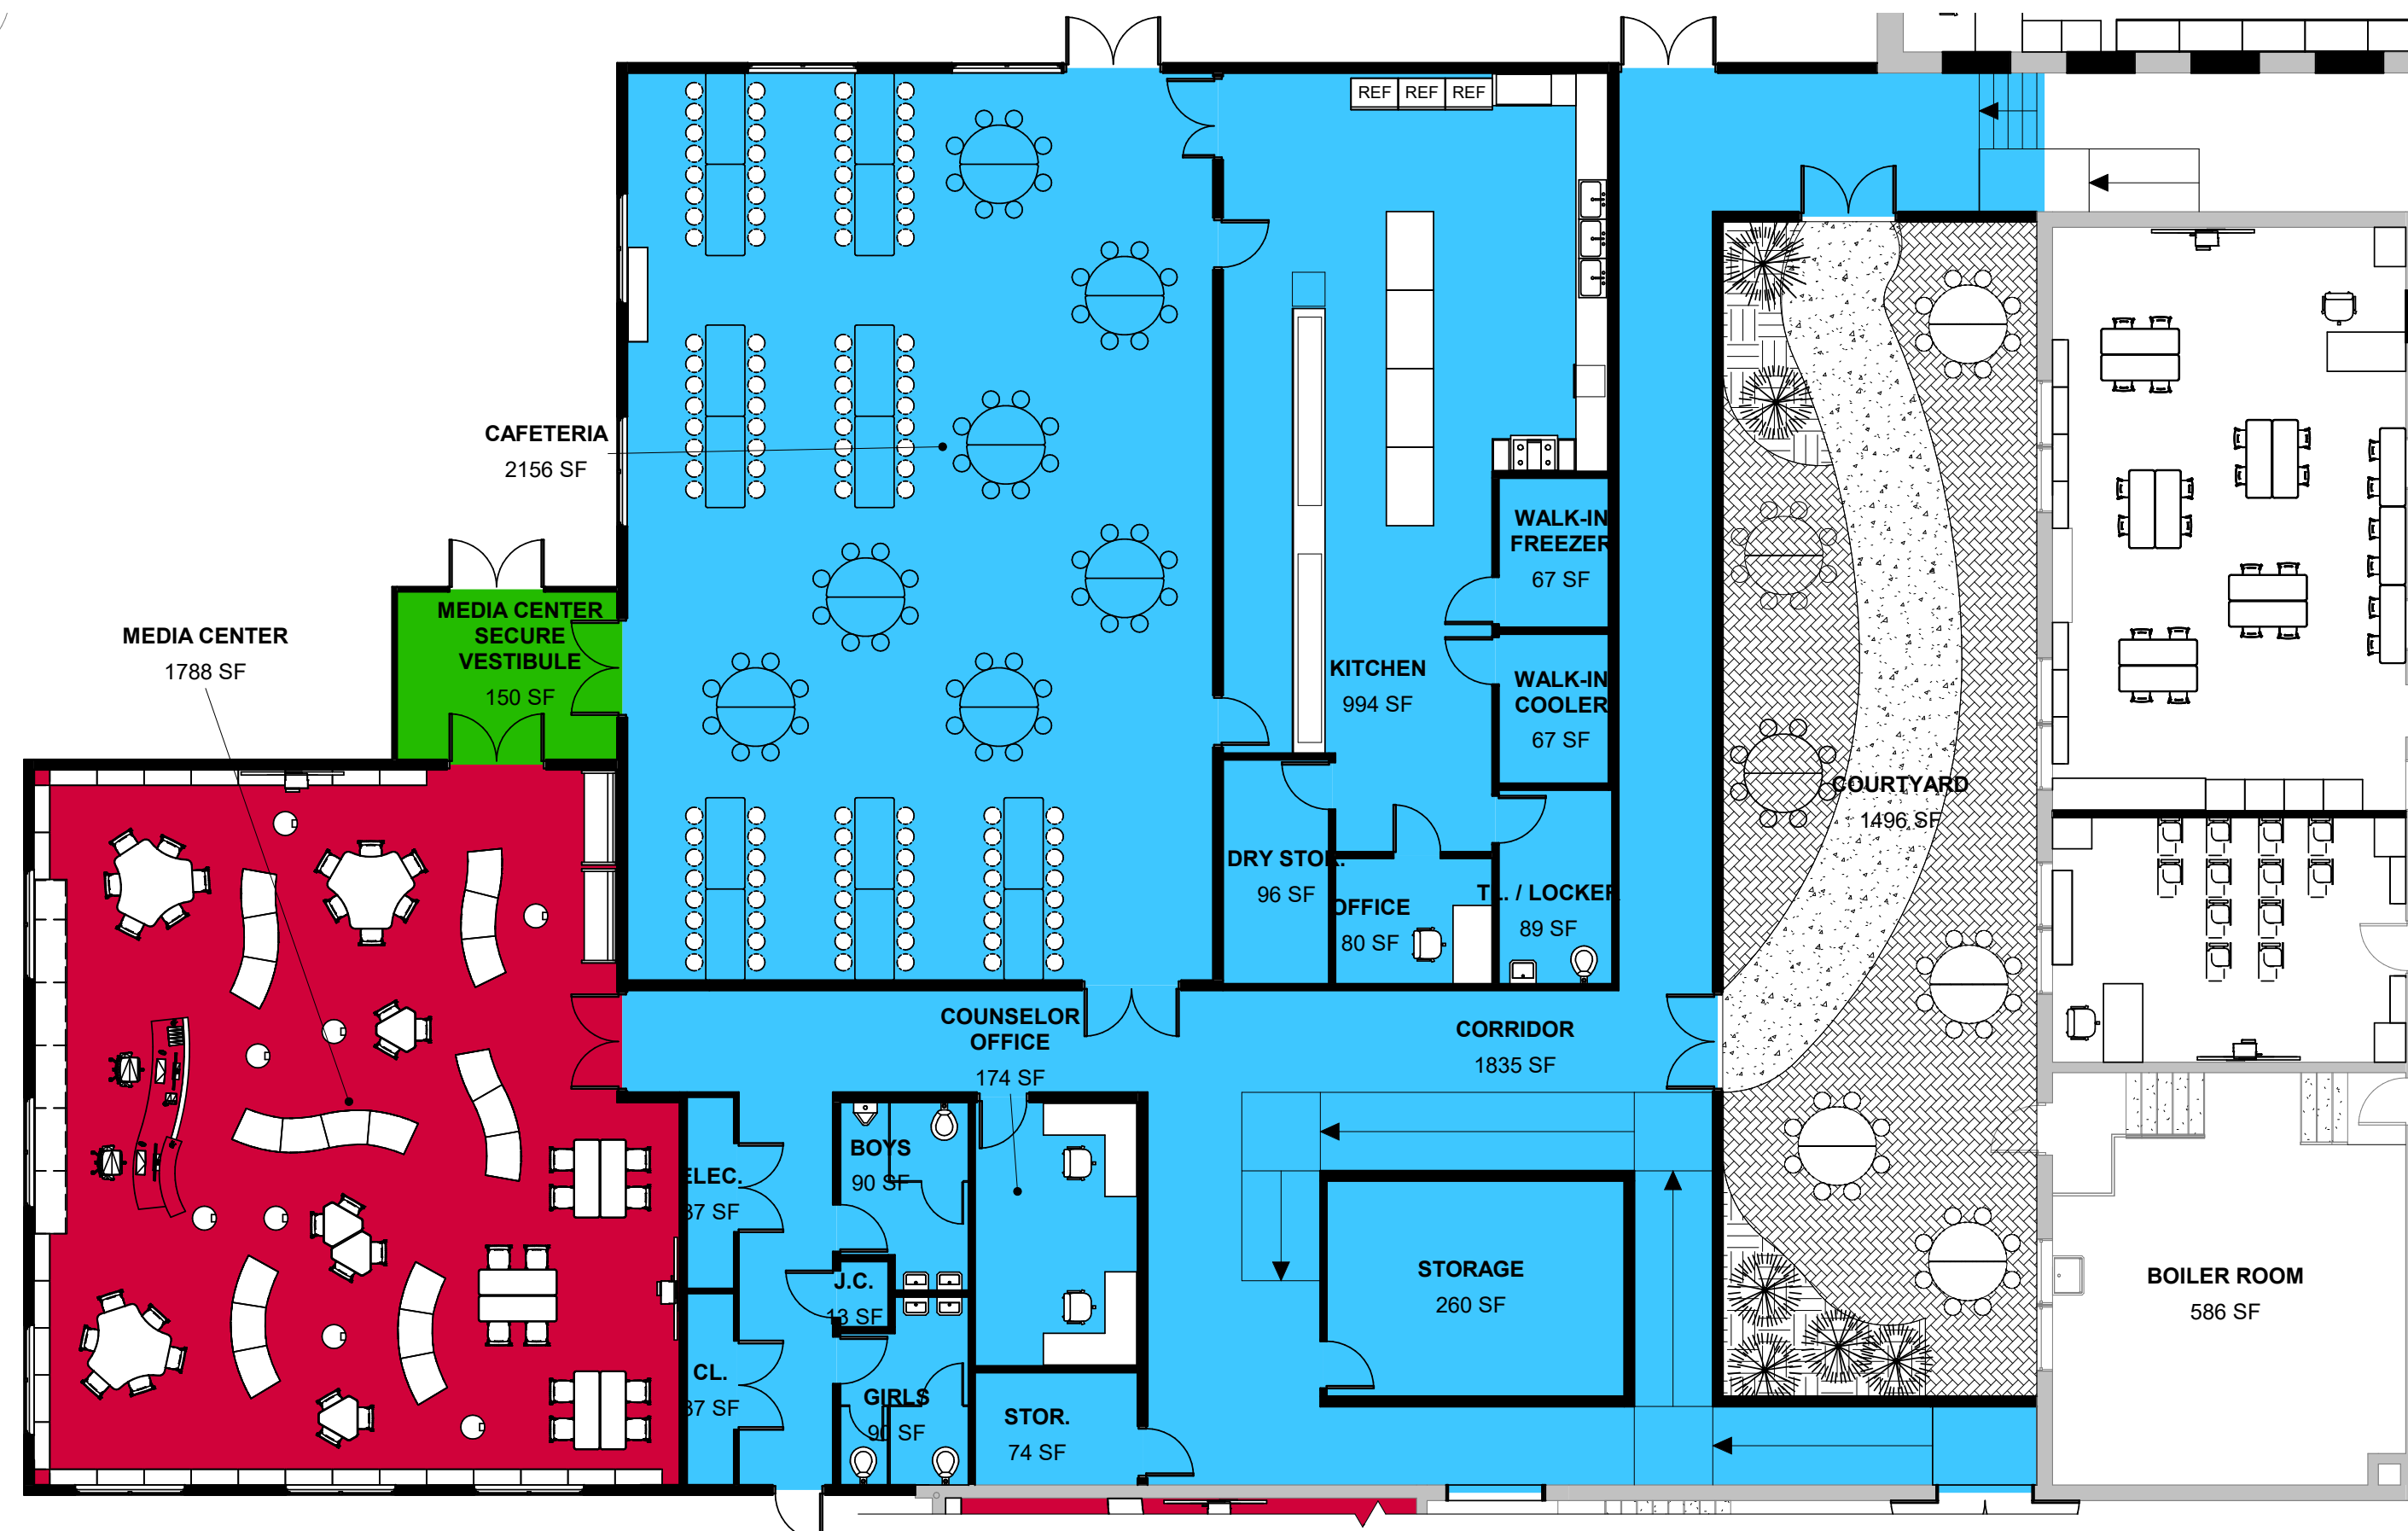 REF REF REF
CAFETERIA
2156 SF
WALK-IN
FREEZER
67 SF
MEDIA CENTER
SECURE
VESTIBULE
150 SF
MEDIA CENTER
1788 SF
KITCHEN
994 SF
WALK-IN
COOLER
67 SF
COURTYARD
1496 SF
DRY STOR.
96 SF
OFFICE
80 SF
TL. / LOCKER
89 SF
COUNSELOR
OFFICE
174 SF
CORRIDOR
1835 SF
BOYS
90 SF
ELEC.
37 SF
J.C.
13 SF
STORAGE
260 SF
BOILER ROOM
586 SF
CL.
37 SF
GIRLS
90 SF
STOR.
74 SF